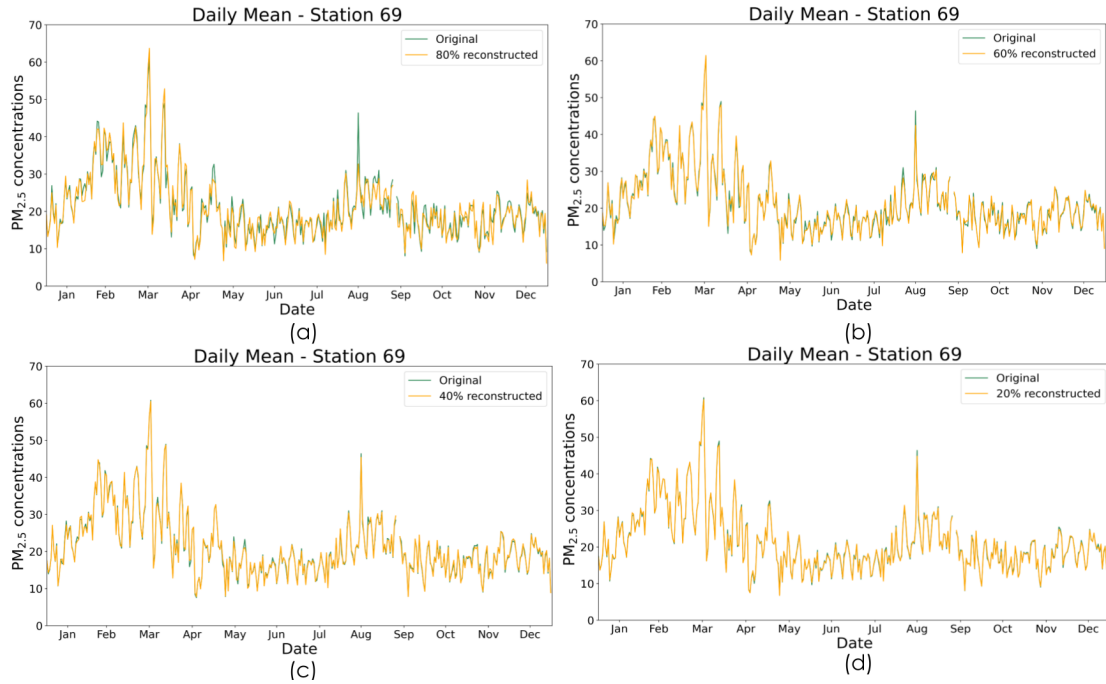 Daily Mean - Station 69
PM2.5 concentrations
70
60
50
40
30
20
10
0
Original
80% reconstructed
Jan Feb Mar Apr May Jun Jul Aug Sep Oct Nov Dec
Date
(a)
Daily Mean - Station 69
PM2.5 concentrations
70
60
50
40
30
20
10
0
Original
60% reconstructed
Jan Feb Mar Apr May Jun Jul Aug Sep Oct Nov Dec
Date
(b)
Daily Mean - Station 69
PM2.5 concentrations
70
60
50
40
30
20
10
0
Original
40% reconstructed
Jan Feb Mar Apr May Jun Jul Aug Sep Oct Nov Dec
Date
(c)
Daily Mean - Station 69
PM2.5 concentrations
70
60
50
40
30
20
10
0
Original
20% reconstructed
Jan Feb Mar Apr May Jun Jul Aug Sep Oct Nov Dec
Date
(d)